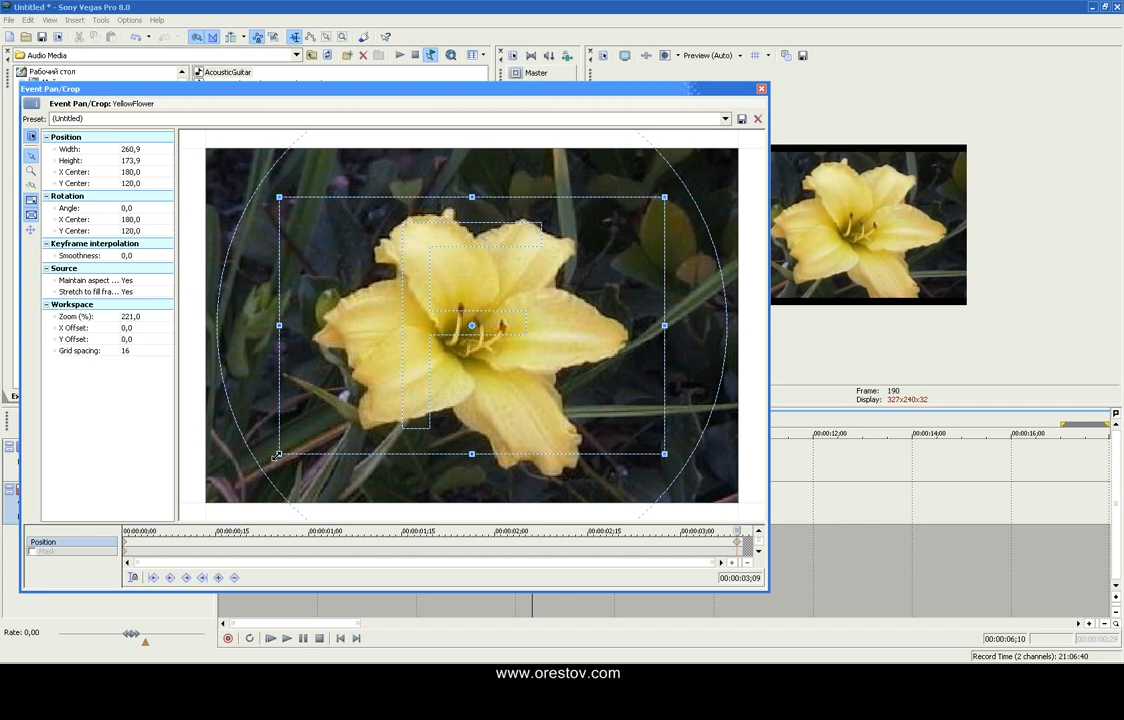 Untitled * - Sony Vegas Pro 8.0
File Edit View Insert Tools Options Help
Audio Media
Рабочий стол
AcousticGuitar
Master
Preview (Auto)
Event Pan/Crop
Event Pan/Crop: YellowFlower
Preset: (Untitled)
Position
Width: 260,9
Height: 173,9
X Center: 180,0
Y Center: 120,0
Rotation
Angle: 0,0
X Center: 180,0
Y Center: 120,0
Keyframe interpolation
Smoothness: 0,0
Source
Maintain aspect ... Yes
Stretch to fill fra... Yes
Workspace
Zoom (%): 221,0
X Offset: 0,0
Y Offset: 0,0
Grid spacing: 16
Frame: 190
Display: 327x240x32
00:00:12;00 00:00:14;00 00:00:16;00
00:00:00;00 00:00:00;15 00:00:01;00 00:00:01;15 00:00:02;00 00:00:02;15 00:00:03;00
Position
Mask
00:00:03;09
Rate: 0,00
00:00:06;10 00:00:00;29
Record Time (2 channels): 21:06:40
www.orestov.com